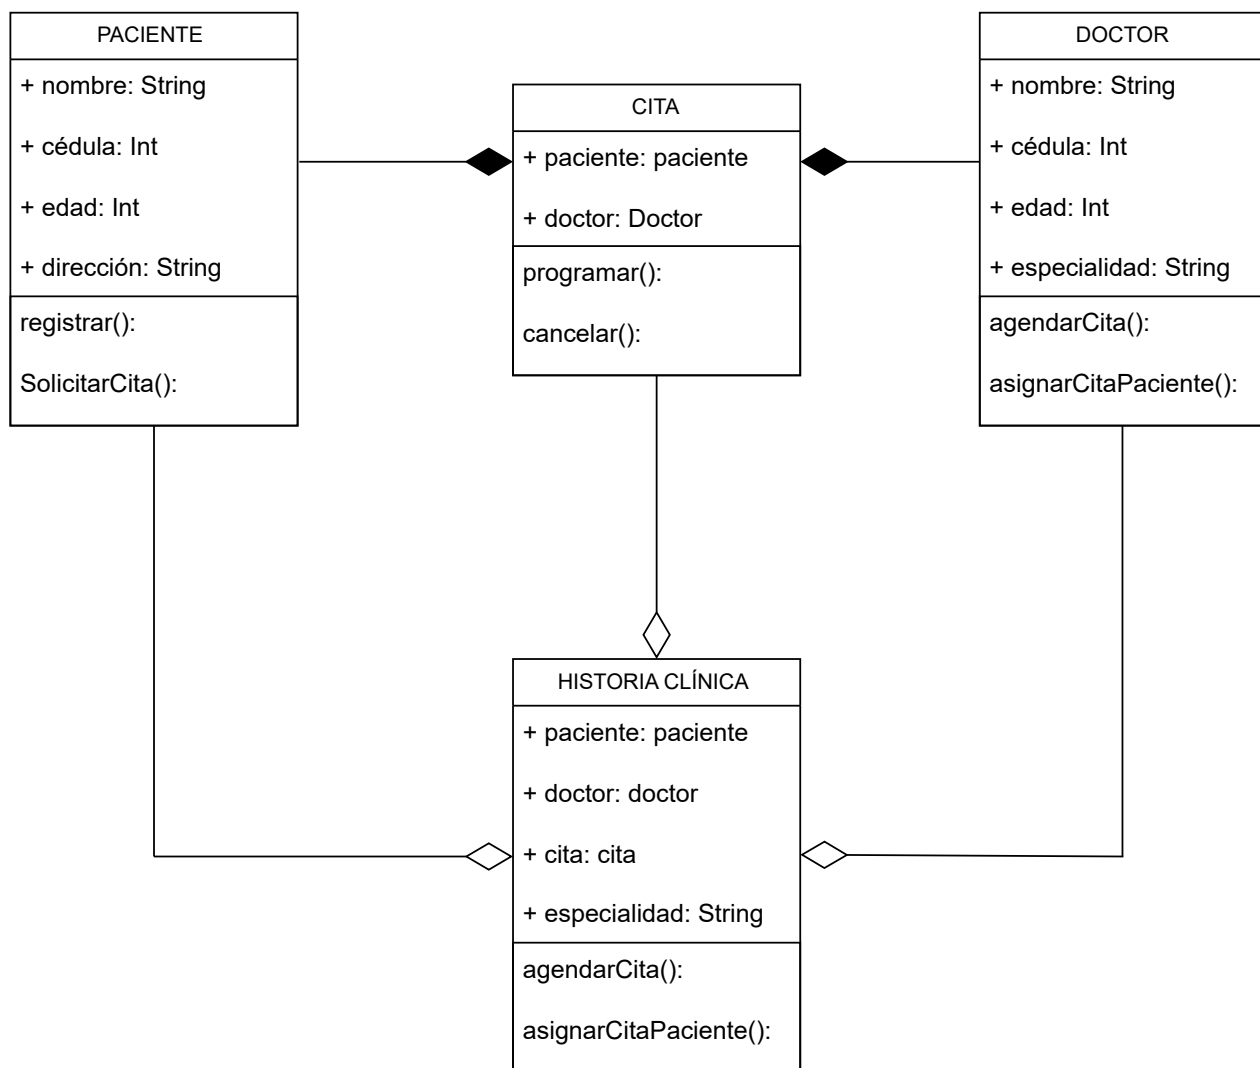 PACIENTE
+ nombre: String
+ cédula: Int
+ edad: Int
+ dirección: String
registrar():
SolicitarCita():
CITA
+ paciente: paciente
+ doctor: Doctor
programar():
cancelar():
DOCTOR
+ nombre: String
+ cédula: Int
+ edad: Int
+ especialidad: String
agendarCita():
asignarCitaPaciente():
HISTORIA CLÍNICA
+ paciente: paciente
+ doctor: doctor
+ cita: cita
+ especialidad: String
agendarCita():
asignarCitaPaciente():